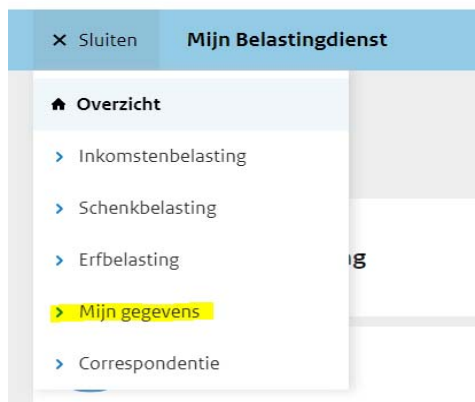 × Sluiten Mijn Belastingdienst
Overzicht
> Inkomstenbelasting
> Schenkbelasting
> Erfbelasting
> Mijn gegevens
> Correspondentie